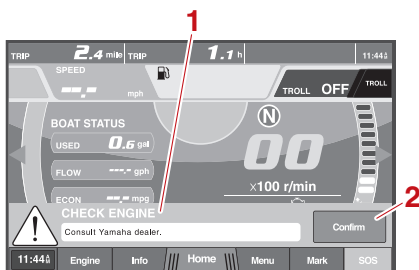 1
TRIP 2.4 mile TRIP 1.1 h 11:44
SPEED
--.- mph
TROLL OFF TROLL
BOAT STATUS
N
USED 0.6 gal
00
FLOW ---.- gph
x100 r/min
ECON --.-- mpg
CHECK ENGINE
2
Consult Yamaha dealer.
Confirm
11:44 Engine Info Home Menu Mark SOS